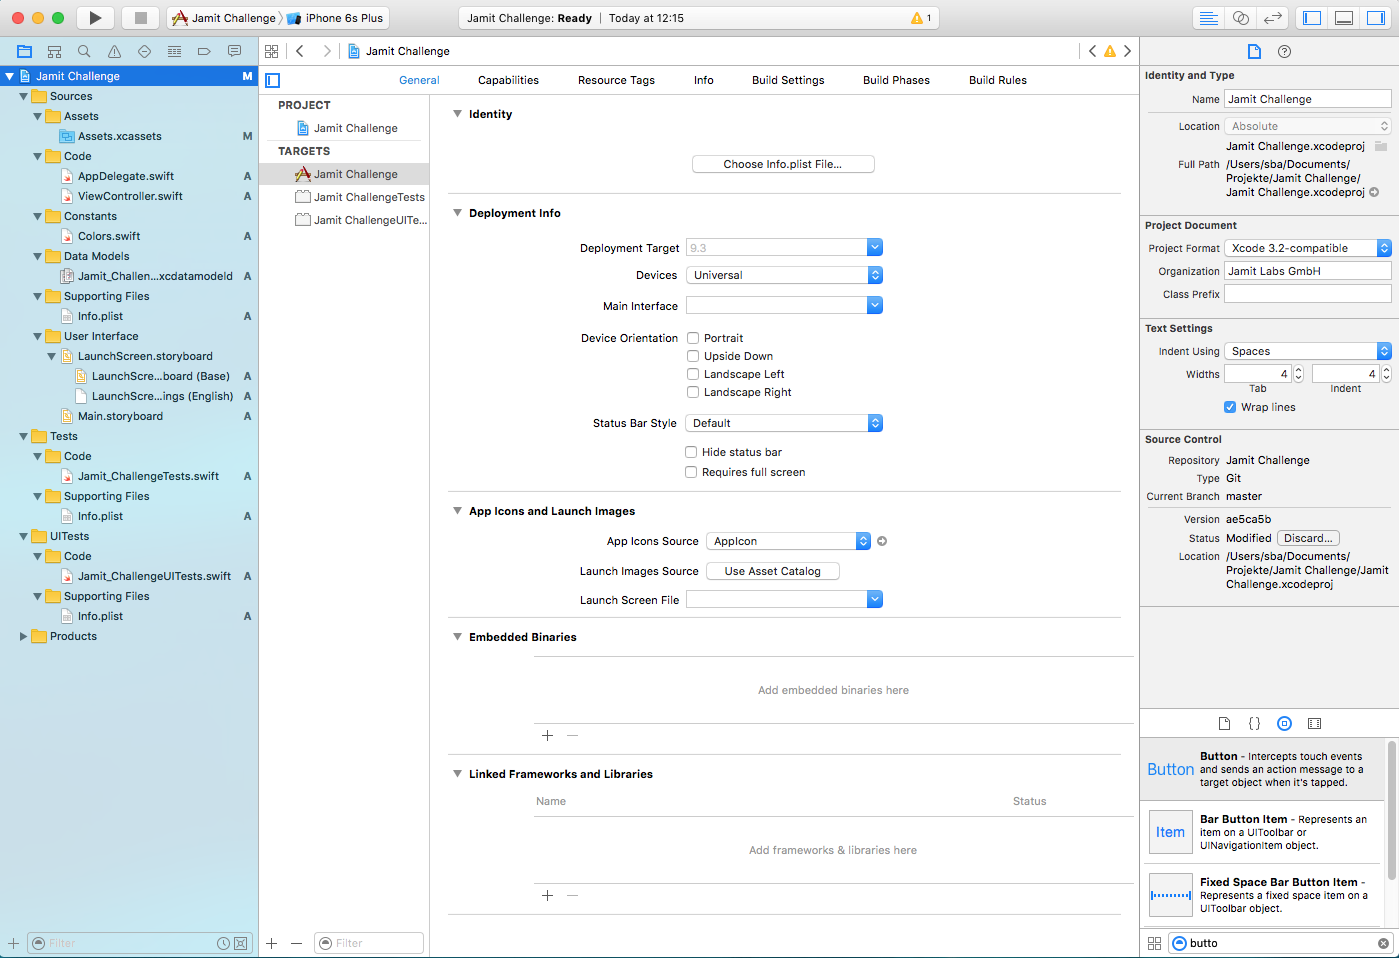 Jamit Challenge iPhone 6s Plus
Jamit Challenge: Ready | Today at 12:15
1
Jamit Challenge M
Sources
Assets
Assets.xcassets M
Code
AppDelegate.swift A
ViewController.swift A
Constants
Colors.swift A
Data Models
Jamit_Challen...xcdatamodeld A
Supporting Files
Info.plist A
User Interface
LaunchScreen.storyboard
LaunchScre...board (Base) A
LaunchScre...ings (English) A
Main.storyboard A
Tests
Code
Jamit_ChallengeTests.swift A
Supporting Files
Info.plist A
UITests
Code
Jamit_ChallengeUITests.swift A
Supporting Files
Info.plist A
Products
Filter
Jamit Challenge
General Capabilities Resource Tags Info Build Settings Build Phases Build Rules
PROJECT
Jamit Challenge
TARGETS
Jamit Challenge
Jamit ChallengeTests
Jamit ChallengeUITe...
Filter
Identity
Choose Info.plist File...
Deployment Info
Deployment Target 9.3
Devices Universal
Main Interface
Device Orientation Portrait
Upside Down
Landscape Left
Landscape Right
Status Bar Style Default
Hide status bar
Requires full screen
App Icons and Launch Images
App Icons Source AppIcon
Launch Images Source Use Asset Catalog
Launch Screen File
Embedded Binaries
Add embedded binaries here
Linked Frameworks and Libraries
Name Status
Add frameworks & libraries here
Identity and Type
Name Jamit Challenge
Location Absolute
Jamit Challenge.xcodeproj
Full Path /Users/sba/Documents/
Projekte/Jamit Challenge/
Jamit Challenge.xcodeproj
Project Document
Project Format Xcode 3.2-compatible
Organization Jamit Labs GmbH
Class Prefix
Text Settings
Indent Using Spaces
Widths 4 4
Tab Indent
Wrap lines
Source Control
Repository Jamit Challenge
Type Git
Current Branch master
Version ae5ca5b
Status Modified Discard...
Location /Users/sba/Documents/
Projekte/Jamit Challenge/Jamit
Challenge.xcodeproj
{}
Button Button - Intercepts touch events
and sends an action message to a
target object when it's tapped.
Item Bar Button Item - Represents an
item on a UIToolbar or
UINavigationItem object.
Fixed Space Bar Button Item -
Represents a fixed space item on a
UIToolbar object.
butto